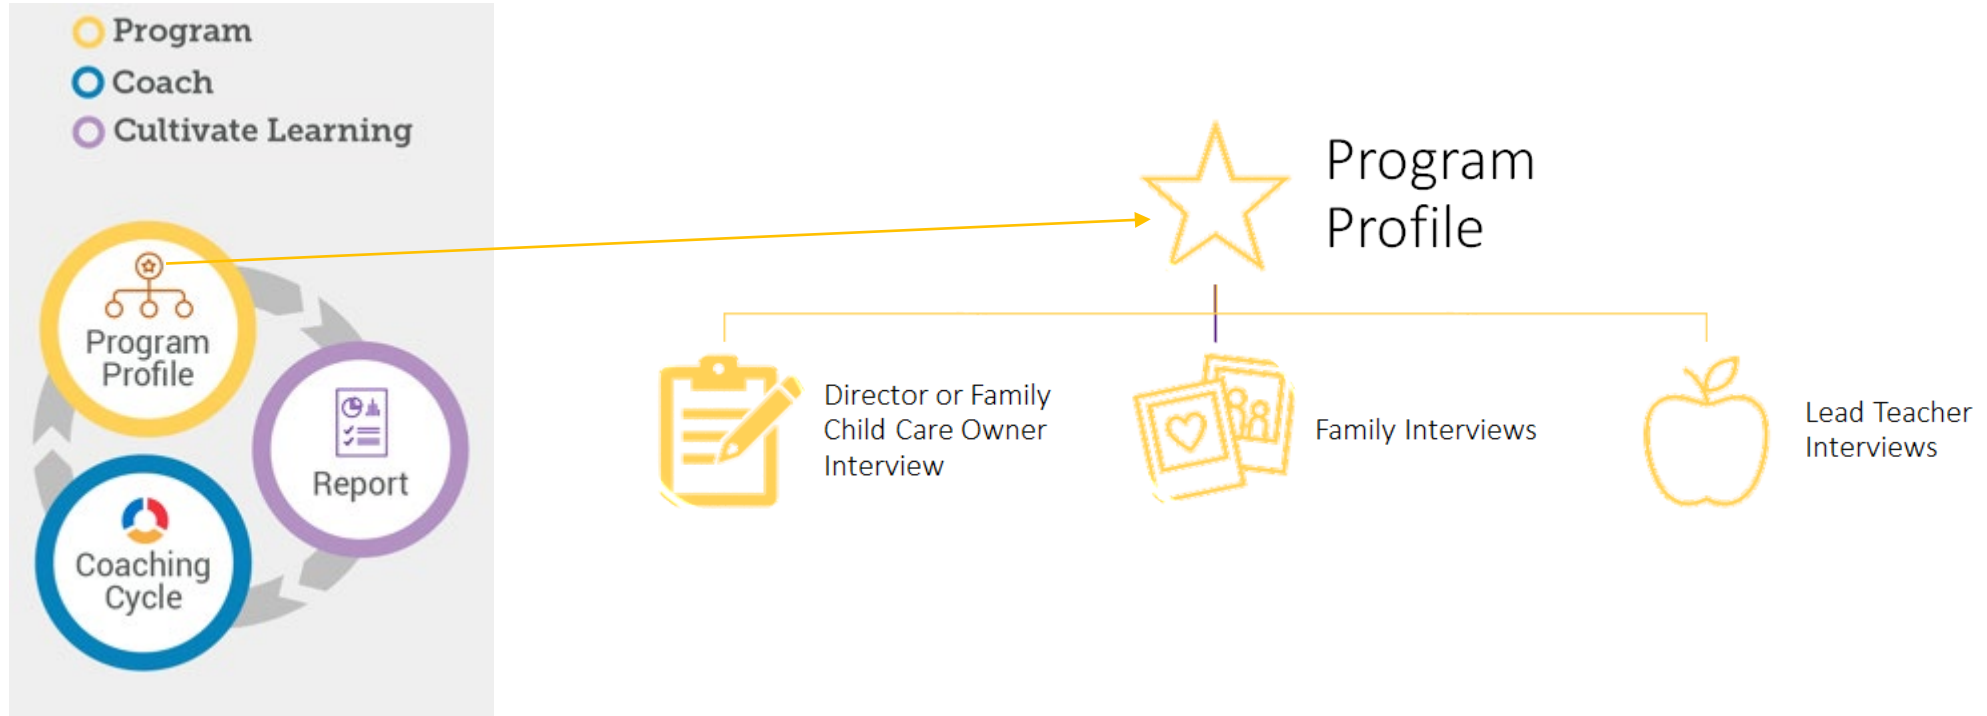 Program
Coach
Cultivate Learning
Program
Profile
Report
Coaching
Cycle
Program
Profile
Director or Family
Child Care Owner
Interview
Family Interviews
Lead Teacher
Interviews